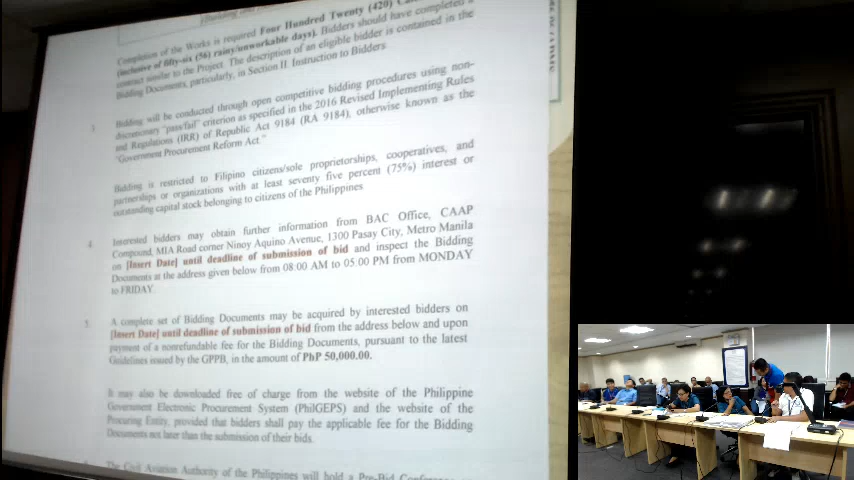 Completion of the Works is required Four Hundred Twenty (420)
(inclusive of fifty-six (56) rainy/unworkable days). Bidders should have completed a
contract similar to the Project. The description of an eligible bidder is contained in the
Bidding Documents, particularly, in Section II. Instruction to Bidders.
3. Bidding will be conducted through open competitive bidding procedures using non-
discretionary "pass/fail" criterion as specified in the 2016 Revised Implementing Rules
and Regulations (IRR) of Republic Act 9184 (RA 9184), otherwise known as the
"Government Procurement Reform Act."
Bidding is restricted to Filipino citizens/sole proprietorships, cooperatives, and
partnerships or organizations with at least seventy five percent (75%) interest or
outstanding capital stock belonging to citizens of the Philippines
4. Interested bidders may obtain further information from BAC Office, CAAP
Compound, MIA Road corner Ninoy Aquino Avenue, 1300 Pasay City, Metro Manila
on [Insert Date] until deadline of submission of bid and inspect the Bidding
Documents at the address given below from 08:00 AM to 05:00 PM from MONDAY
to FRIDAY.
5. A complete set of Bidding Documents may be acquired by interested bidders on
[Insert Date] until deadline of submission of bid from the address below and upon
payment of a nonrefundable fee for the Bidding Documents, pursuant to the latest
Guidelines issued by the GPPB, in the amount of PhP 50,000.00.
It may also be downloaded free of charge from the website of the Philippine
Government Electronic Procurement System (PhilGEPS) and the website of the
Procuring Entity, provided that bidders shall pay the applicable fee for the Bidding
Documents not later than the submission of their bids.
The Civil Aviation Authority of the Philippines will hold a Pre-Bid Conference